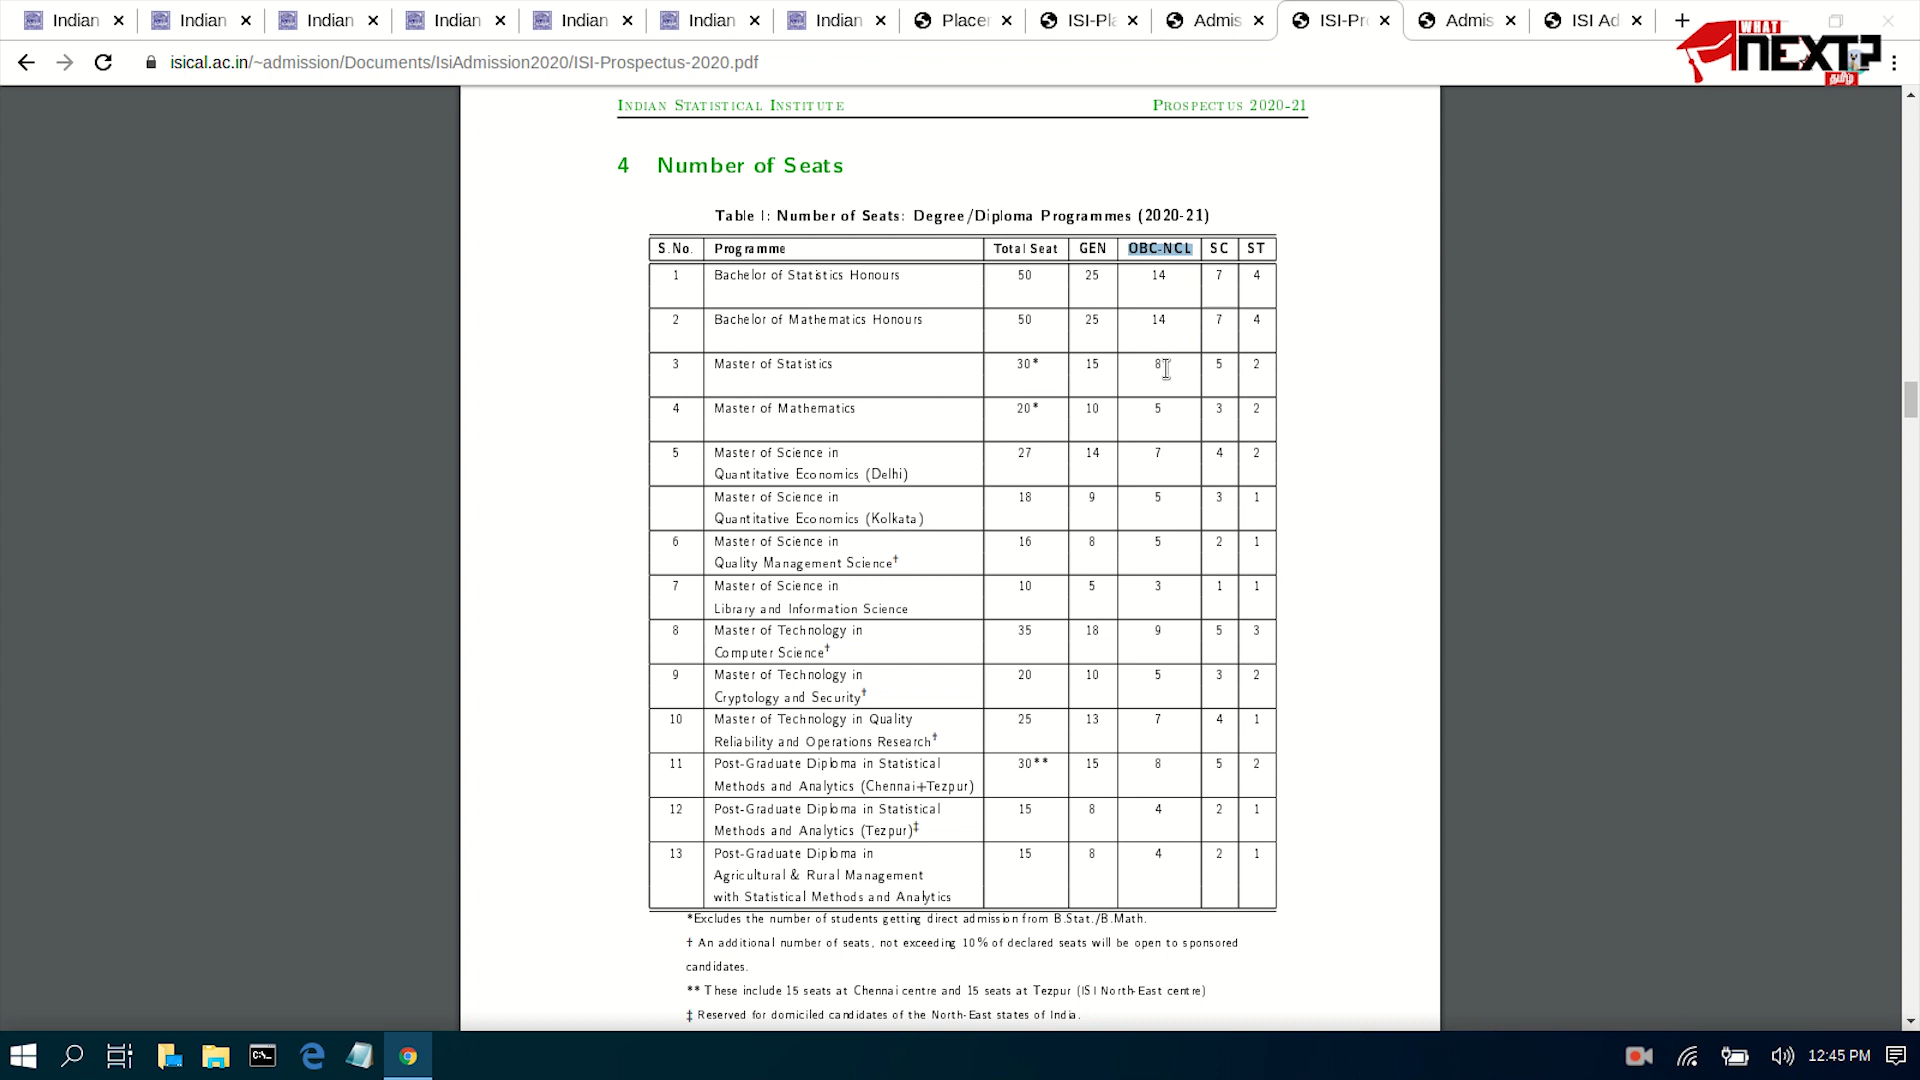 Indian Indian Indian Indian Indian Indian Indian Placer ISI-Pla Admis ISI-Pr Admis ISI Ad
WHAT
NEXT?
தமிழ்
isical.ac.in/~admission/Documents/IsiAdmission2020/ISI-Prospectus-2020.pdf
Indian Statistical Institute Prospectus 2020-21
4 Number of Seats
Table I: Number of Seats: Degree/Diploma Programmes (2020-21)
S.No. Programme Total Seat GEN OBC-NCL SC ST
1 Bachelor of Statistics Honours 50 25 14 7 4
2 Bachelor of Mathematics Honours 50 25 14 7 4
3 Master of Statistics 30* 15 8 5 2
4 Master of Mathematics 20* 10 5 3 2
5 Master of Science in 27 14 7 4 2
Quantitative Economics (Delhi)
Master of Science in 18 9 5 3 1
Quantitative Economics (Kolkata)
6 Master of Science in 16 8 5 2 1
Quality Management Science†
7 Master of Science in 10 5 3 1 1
Library and Information Science
8 Master of Technology in 35 18 9 5 3
Computer Science†
9 Master of Technology in 20 10 5 3 2
Cryptology and Security†
10 Master of Technology in Quality 25 13 7 4 1
Reliability and Operations Research†
11 Post-Graduate Diploma in Statistical 30** 15 8 5 2
Methods and Analytics (Chennai+Tezpur)
12 Post-Graduate Diploma in Statistical 15 8 4 2 1
Methods and Analytics (Tezpur)‡
13 Post-Graduate Diploma in 15 8 4 2 1
Agricultural & Rural Management
with Statistical Methods and Analytics
*Excludes the number of students getting direct admission from B.Stat./B.Math.
† An additional number of seats, not exceeding 10% of declared seats will be open to sponsored
candidates.
** These include 15 seats at Chennai centre and 15 seats at Tezpur (ISI North-East centre)
‡ Reserved for domiciled candidates of the North-East states of India.
12:45 PM